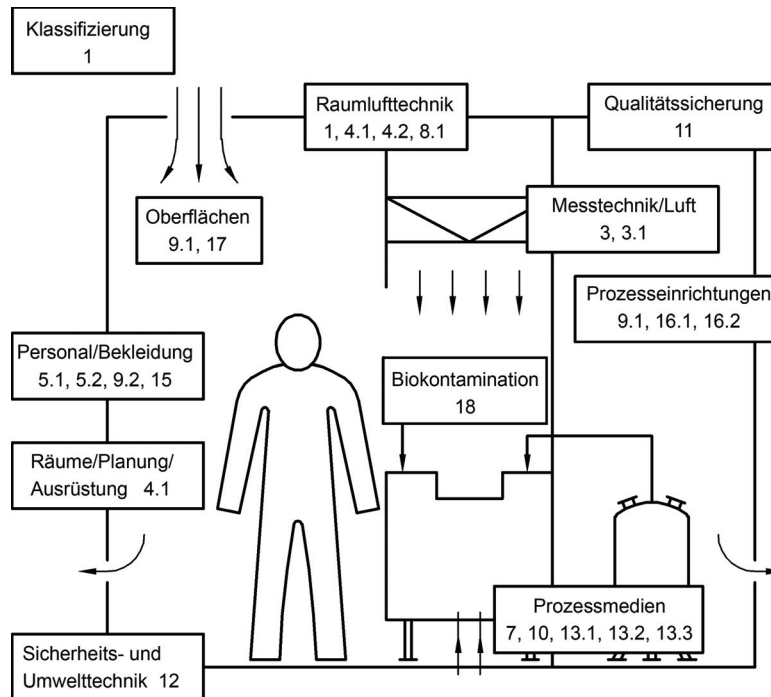 Klassifizierung
1
Raumlufttechnik
1, 4.1, 4.2, 8.1
Qualitätssicherung
11
Oberflächen
9.1, 17
Messtechnik/Luft
3, 3.1
Prozesseinrichtungen
9.1, 16.1, 16.2
Personal/Bekleidung
5.1, 5.2, 9.2, 15
Biokontamination
18
Räume/Planung/
Ausrüstung 4.1
Prozessmedien
7, 10, 13.1, 13.2, 13.3
Sicherheits- und
Umwelttechnik 12